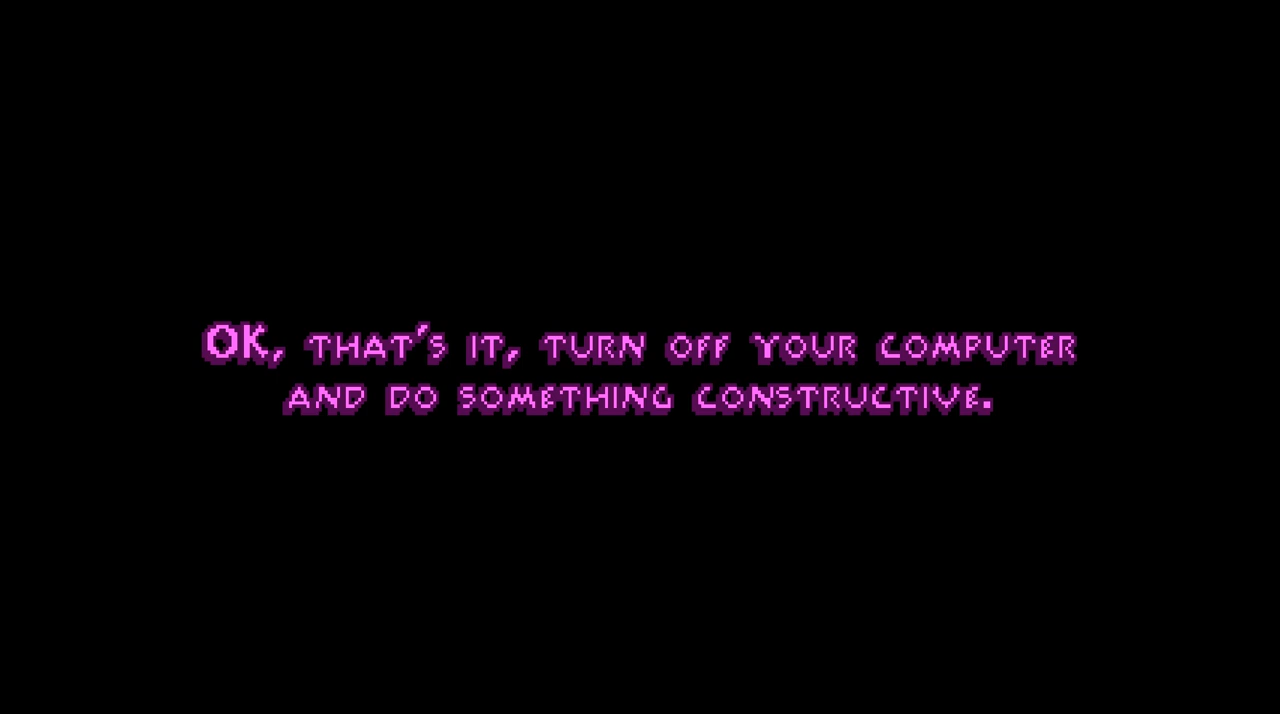 OK, THAT'S IT, TURN OFF YOUR COMPUTER
AND DO SOMETHING CONSTRUCTIVE.